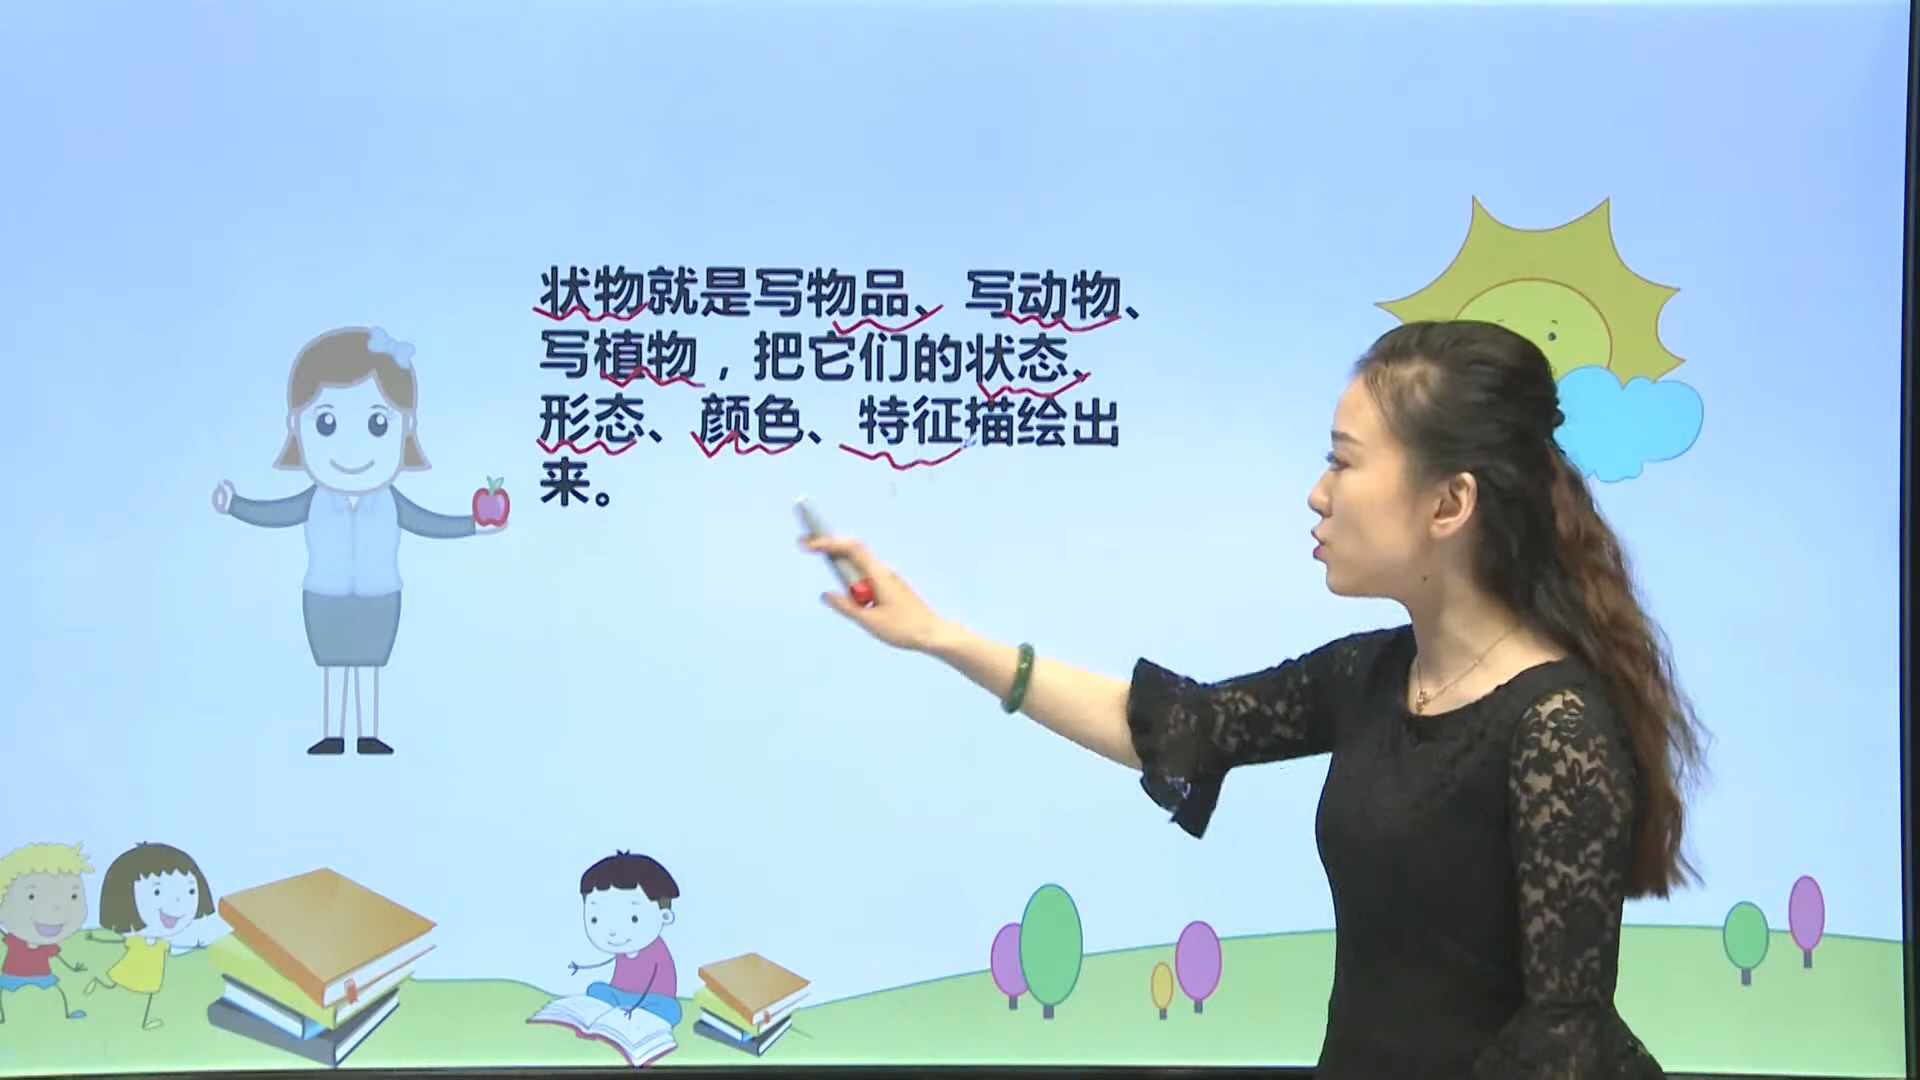 状物就是写物品、写动物、
写植物，把它们的状态、
形态、颜色、特征描绘出
来。